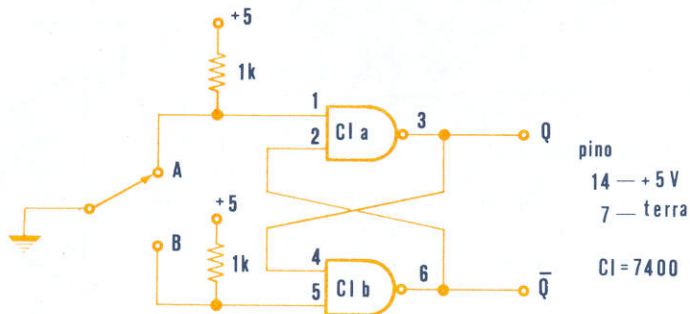 +5
1k
1
3
CI a
Q
2
pino
A
14 — +5 V
+5
7 — terra
B
4
1k
6
CI = 7400
CI b
Q̅
5